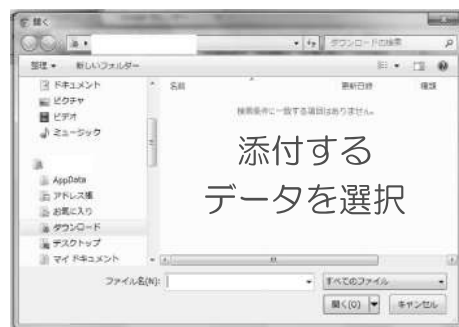 開く
ダウンロードの検索
整理
新しいフォルダー
ドキュメント
ピクチャ
ビデオ
ミュージック
AppData
アドレス帳
お気に入り
ダウンロード
デスクトップ
マイ ドキュメント
名前
更新日時
種類
検索条件に一致する項目はありません。
添付する
データを選択
ファイル名(N):
すべてのファイル
開く(O)
キャンセル